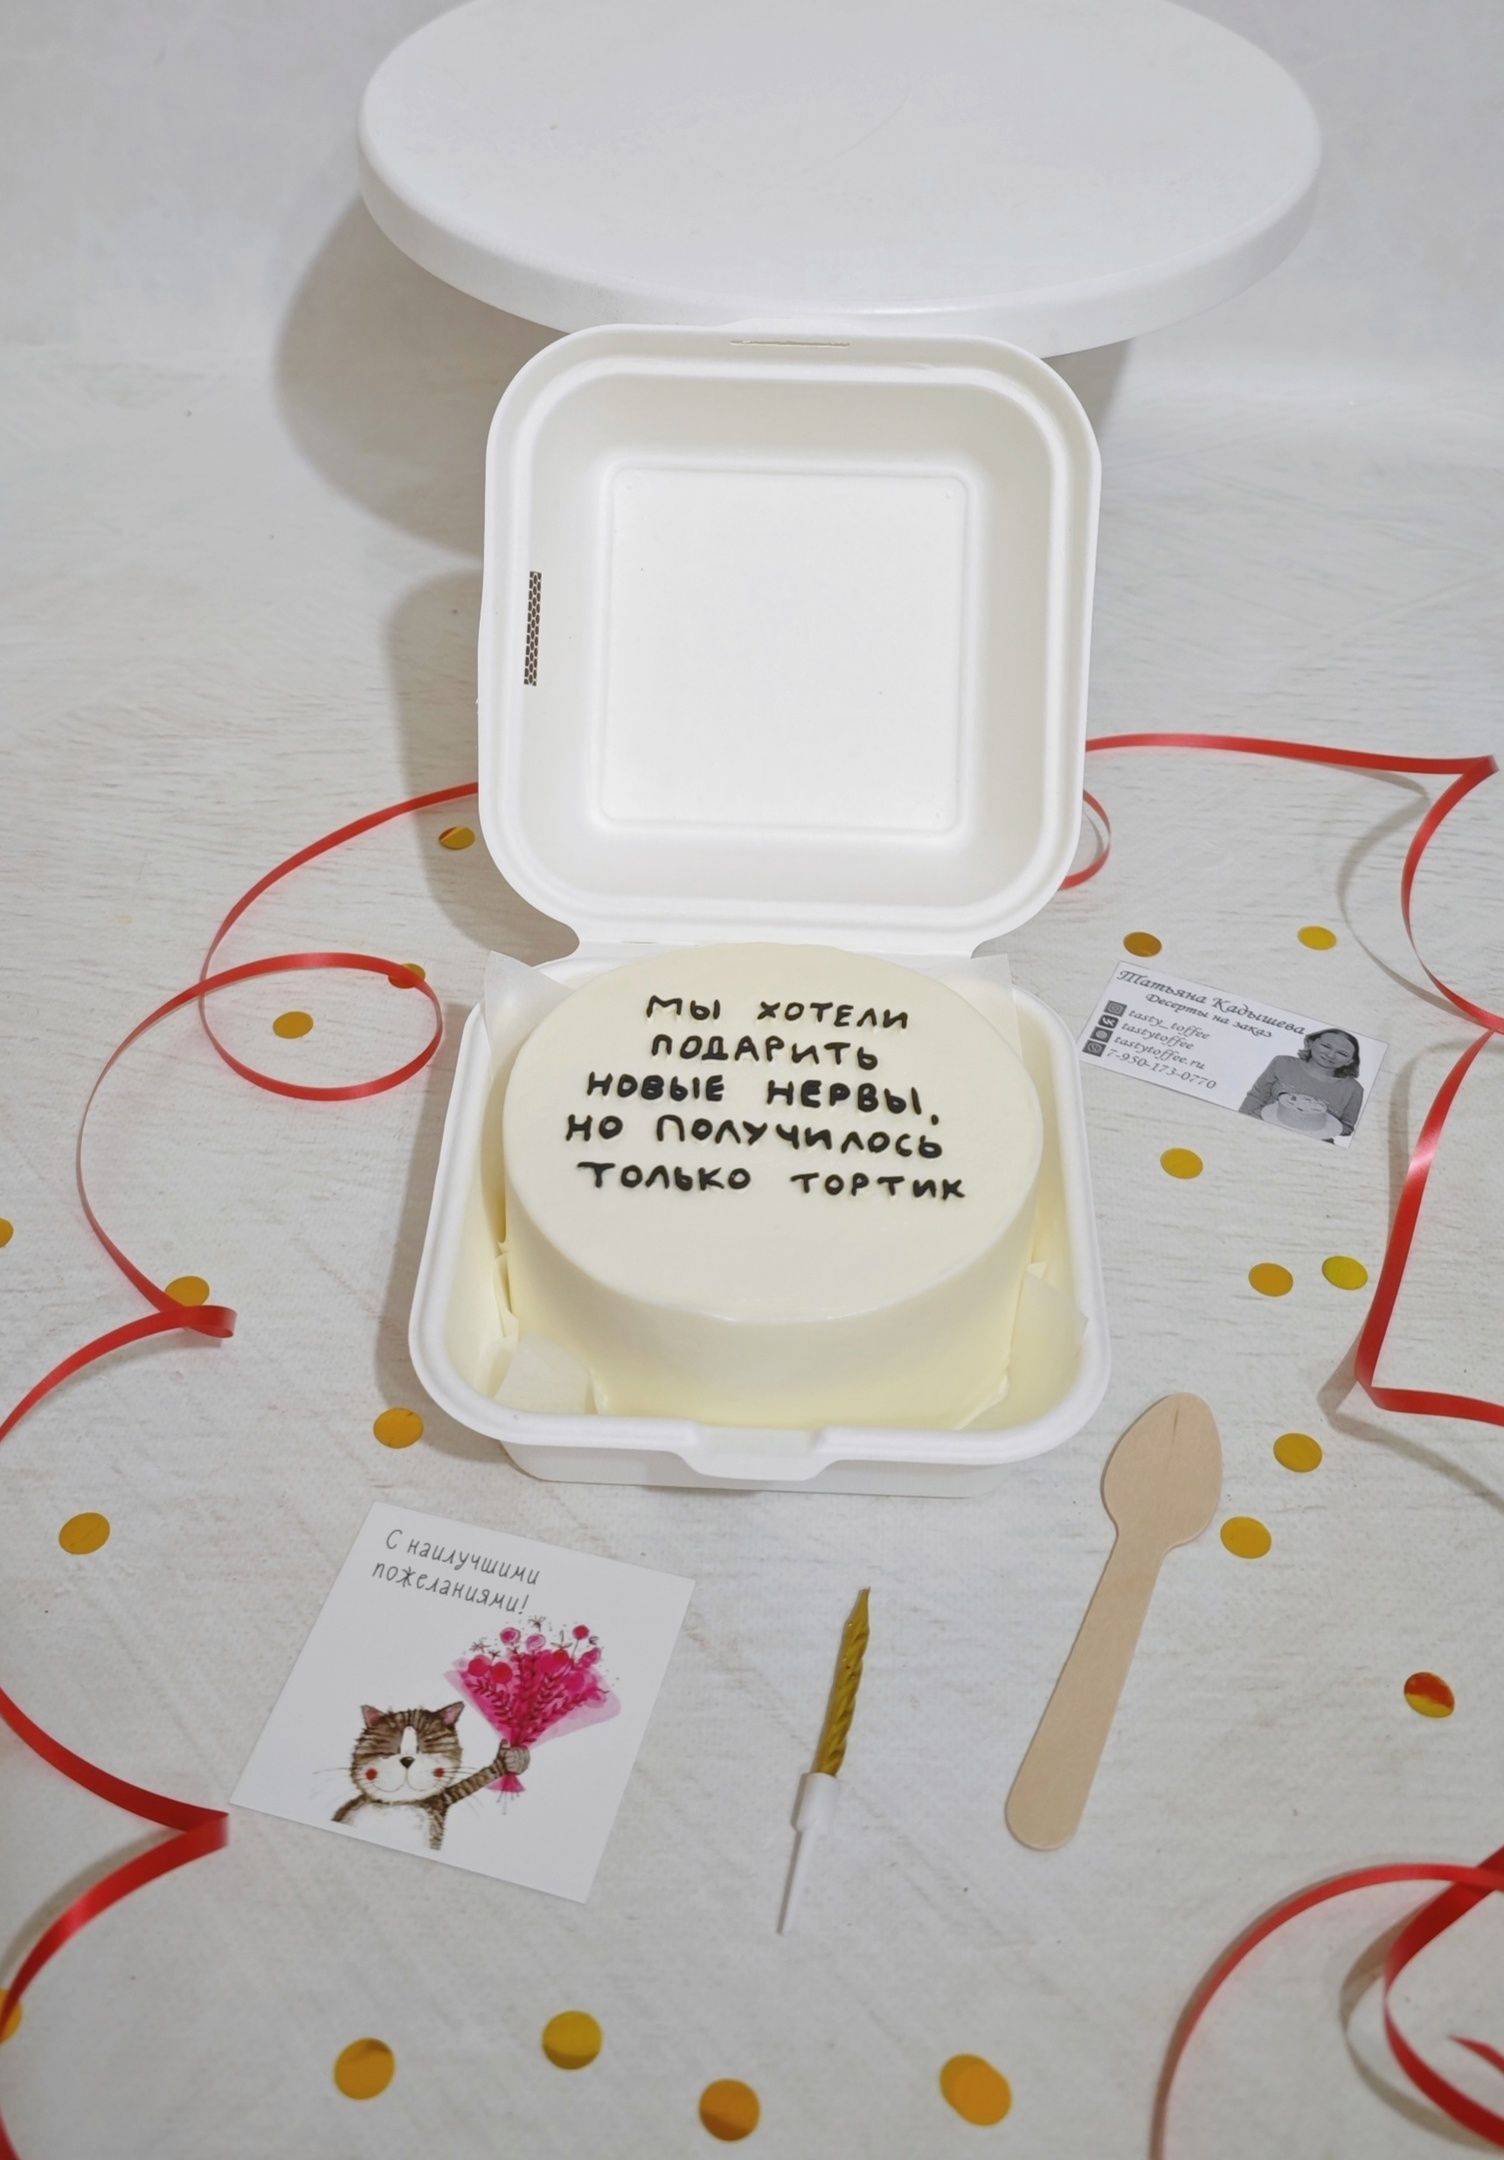 МЫ ХОТЕЛИ
ПОДАРИТЬ
НОВЫЕ НЕРВЫ,
НО ПОЛУЧИЛОСЬ
ТОЛЬКО ТОРТИК
Татьяна Кадышева
Десерты на заказ
tasty_toffee
tastytoffee
tastytoffee.ru
7-950-173-0770
С наилучшими
пожеланиями!